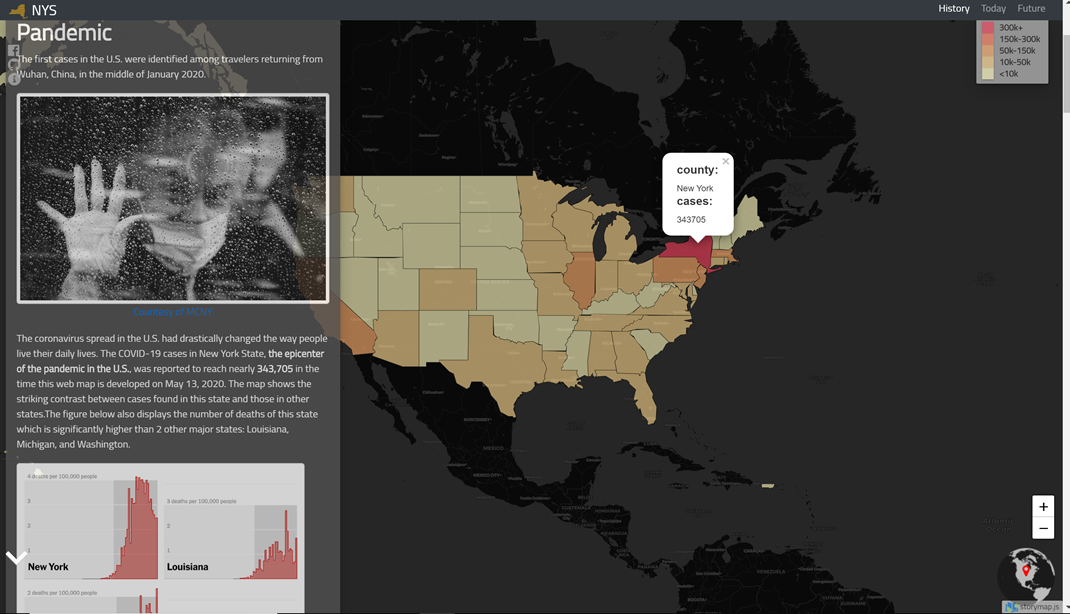 NYS
History Today Future
Pandemic
The first cases in the U.S. were identified among travelers returning from
Wuhan, China, in the middle of January 2020.
300k+
150k-300k
50k-150k
10k-50k
<10k
×
county:
New York
cases:
343705
Courtesy of MCNY
The coronavirus spread in the U.S. had drastically changed the way people
live their daily lives. The COVID-19 cases in New York State, the epicenter
of the pandemic in the U.S., was reported to reach nearly 343,705 in the
time this web map is developed on May 13, 2020. The map shows the
striking contrast between cases found in this state and those in other
states.The figure below also displays the number of deaths of this state
which is significantly higher than 2 other major states: Louisiana,
Michigan, and Washington.
4 deaths per 100,000 people
3
2
1
New York
3 deaths per 100,000 people
2
1
Louisiana
2 deaths per 100,000 people
MEXICO
GUATEMALA
PANAMA
VENEZUELA
+
−
storymap.js